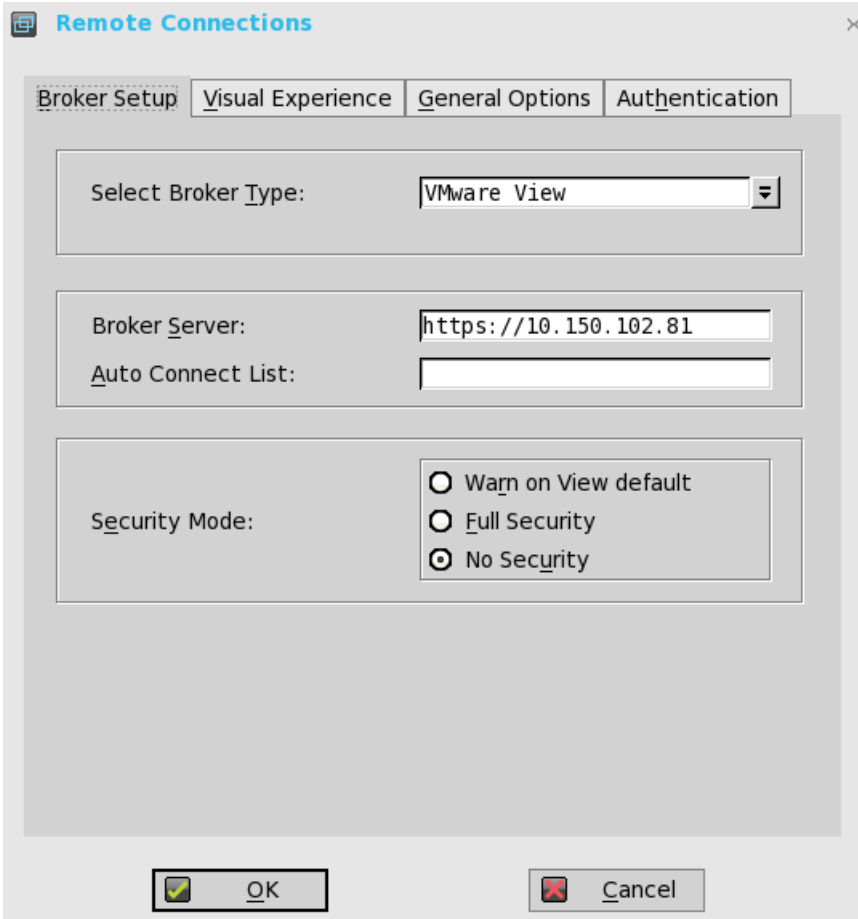 Remote Connections
Broker Setup Visual Experience General Options Authentication
Select Broker Type: VMware View
Broker Server: https://10.150.102.81
Auto Connect List:
Warn on View default
Security Mode: Full Security
No Security
OK Cancel